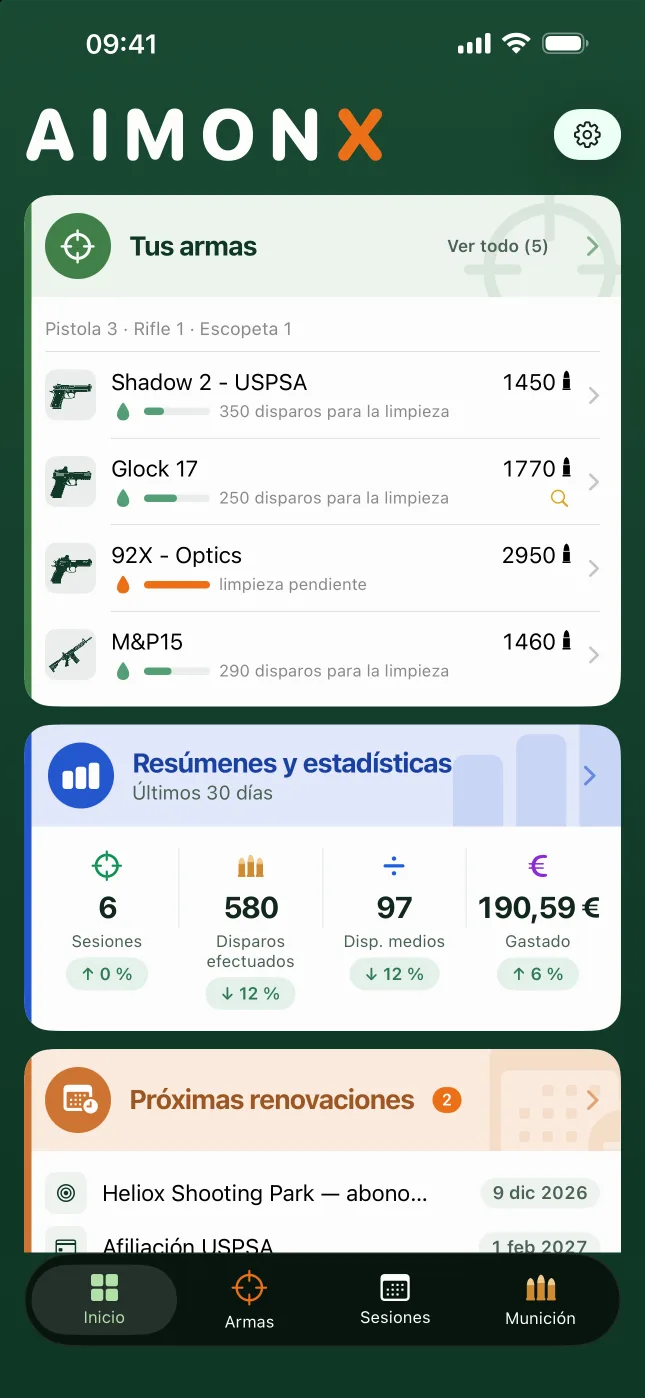 09:41
AIMONX
Tus armas
Ver todo (5)
Pistola 3 · Rifle 1 · Escopeta 1
Shadow 2 - USPSA
1450
350 disparos para la limpieza
Glock 17
1770
250 disparos para la limpieza
92X - Optics
2950
limpieza pendiente
M&P15
1460
290 disparos para la limpieza
Resúmenes y estadísticas
Últimos 30 días
÷
€
6
580
97
190,59 €
Sesiones
Disparos
efectuados
Disp. medios
Gastado
↑ 0 %
↓ 12 %
↓ 12 %
↑ 6 %
Próximas renovaciones
2
Heliox Shooting Park — abono...
9 dic 2026
Afiliación USPSA
1 feb 2027
Inicio
Armas
Sesiones
Munición